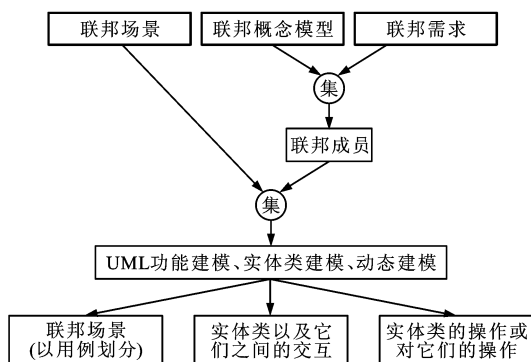 联邦场景
联邦概念模型
联邦需求
集
联邦成员
集
UML功能建模、实体类建模、动态建模
联邦场景
(以用例划分)
实体类以及它
们之间的交互
实体类的操作或
对它们的操作